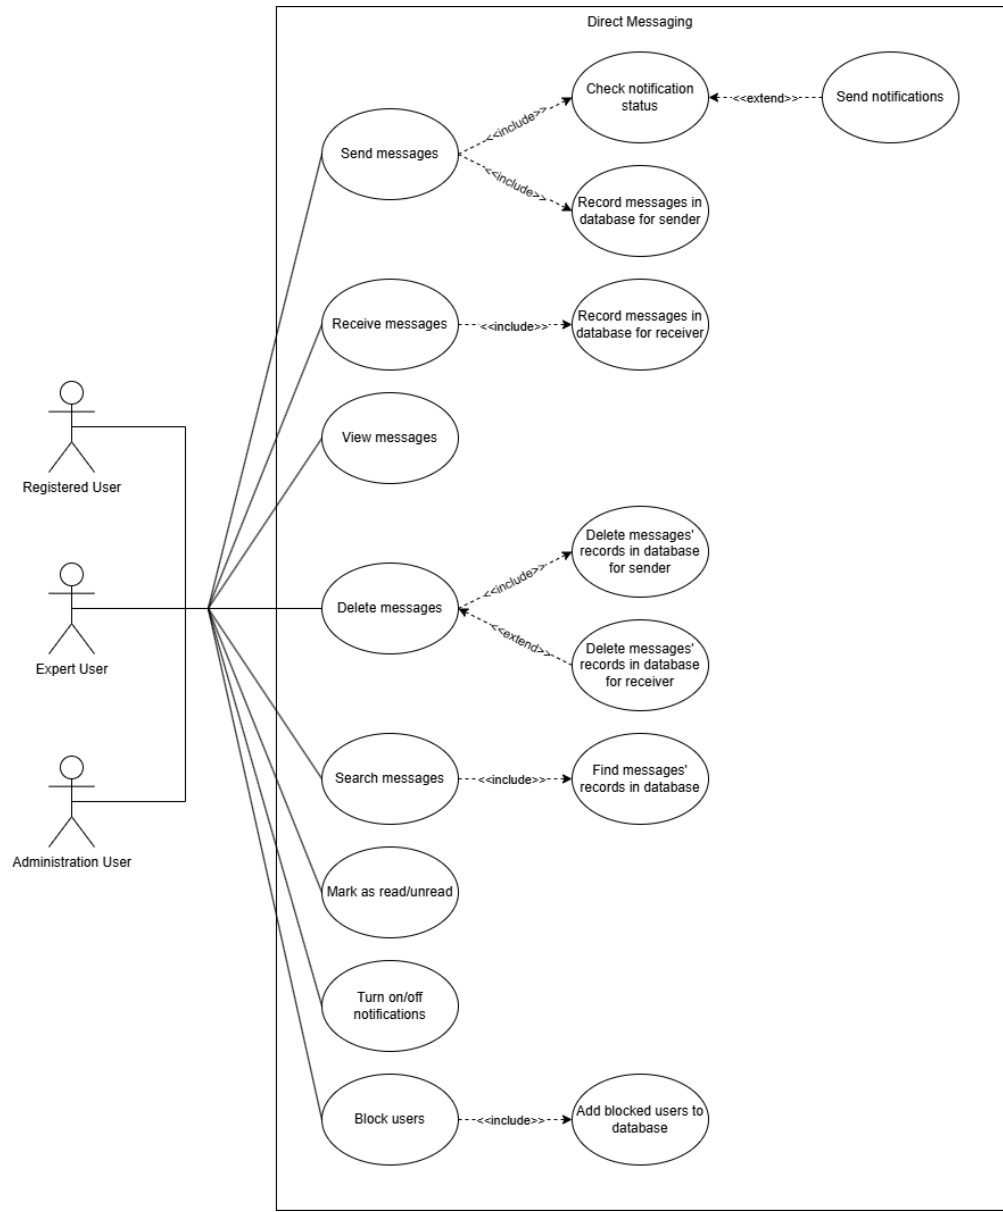 Direct Messaging
Check notification
status
<<extend>>
Send notifications
<<include>>
Send messages
<<include>>
Record messages in
database for sender
Receive messages
<<include>>
Record messages in
database for receiver
View messages
Registered User
Delete messages'
records in database
for sender
<<include>>
Delete messages
<<extend>>
Delete messages'
records in database
for receiver
Expert User
Search messages
<<include>>
Find messages'
records in database
Administration User
Mark as read/unread
Turn on/off
notifications
Block users
<<include>>
Add blocked users to
database